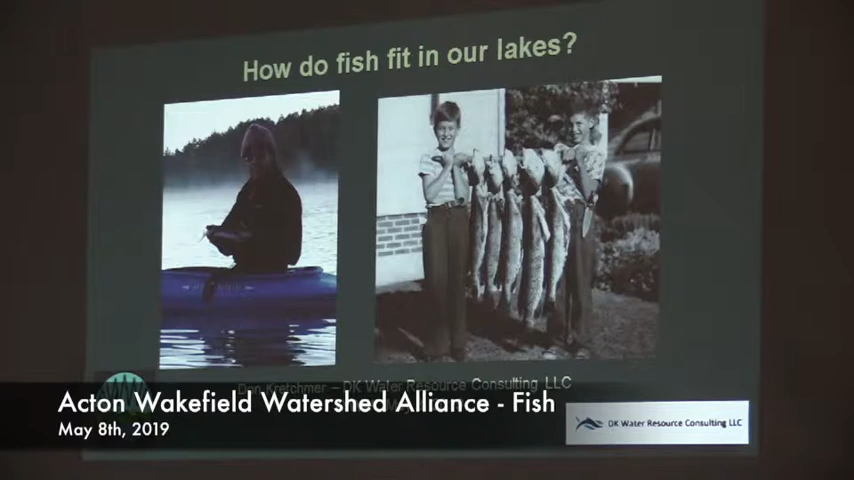 How do fish fit in our lakes?
Don Kretchmer – DK Water Resource Consulting LLC
Acton Wakefield Watershed Alliance - Fish
May 8th, 2019
DK Water Resource Consulting LLC